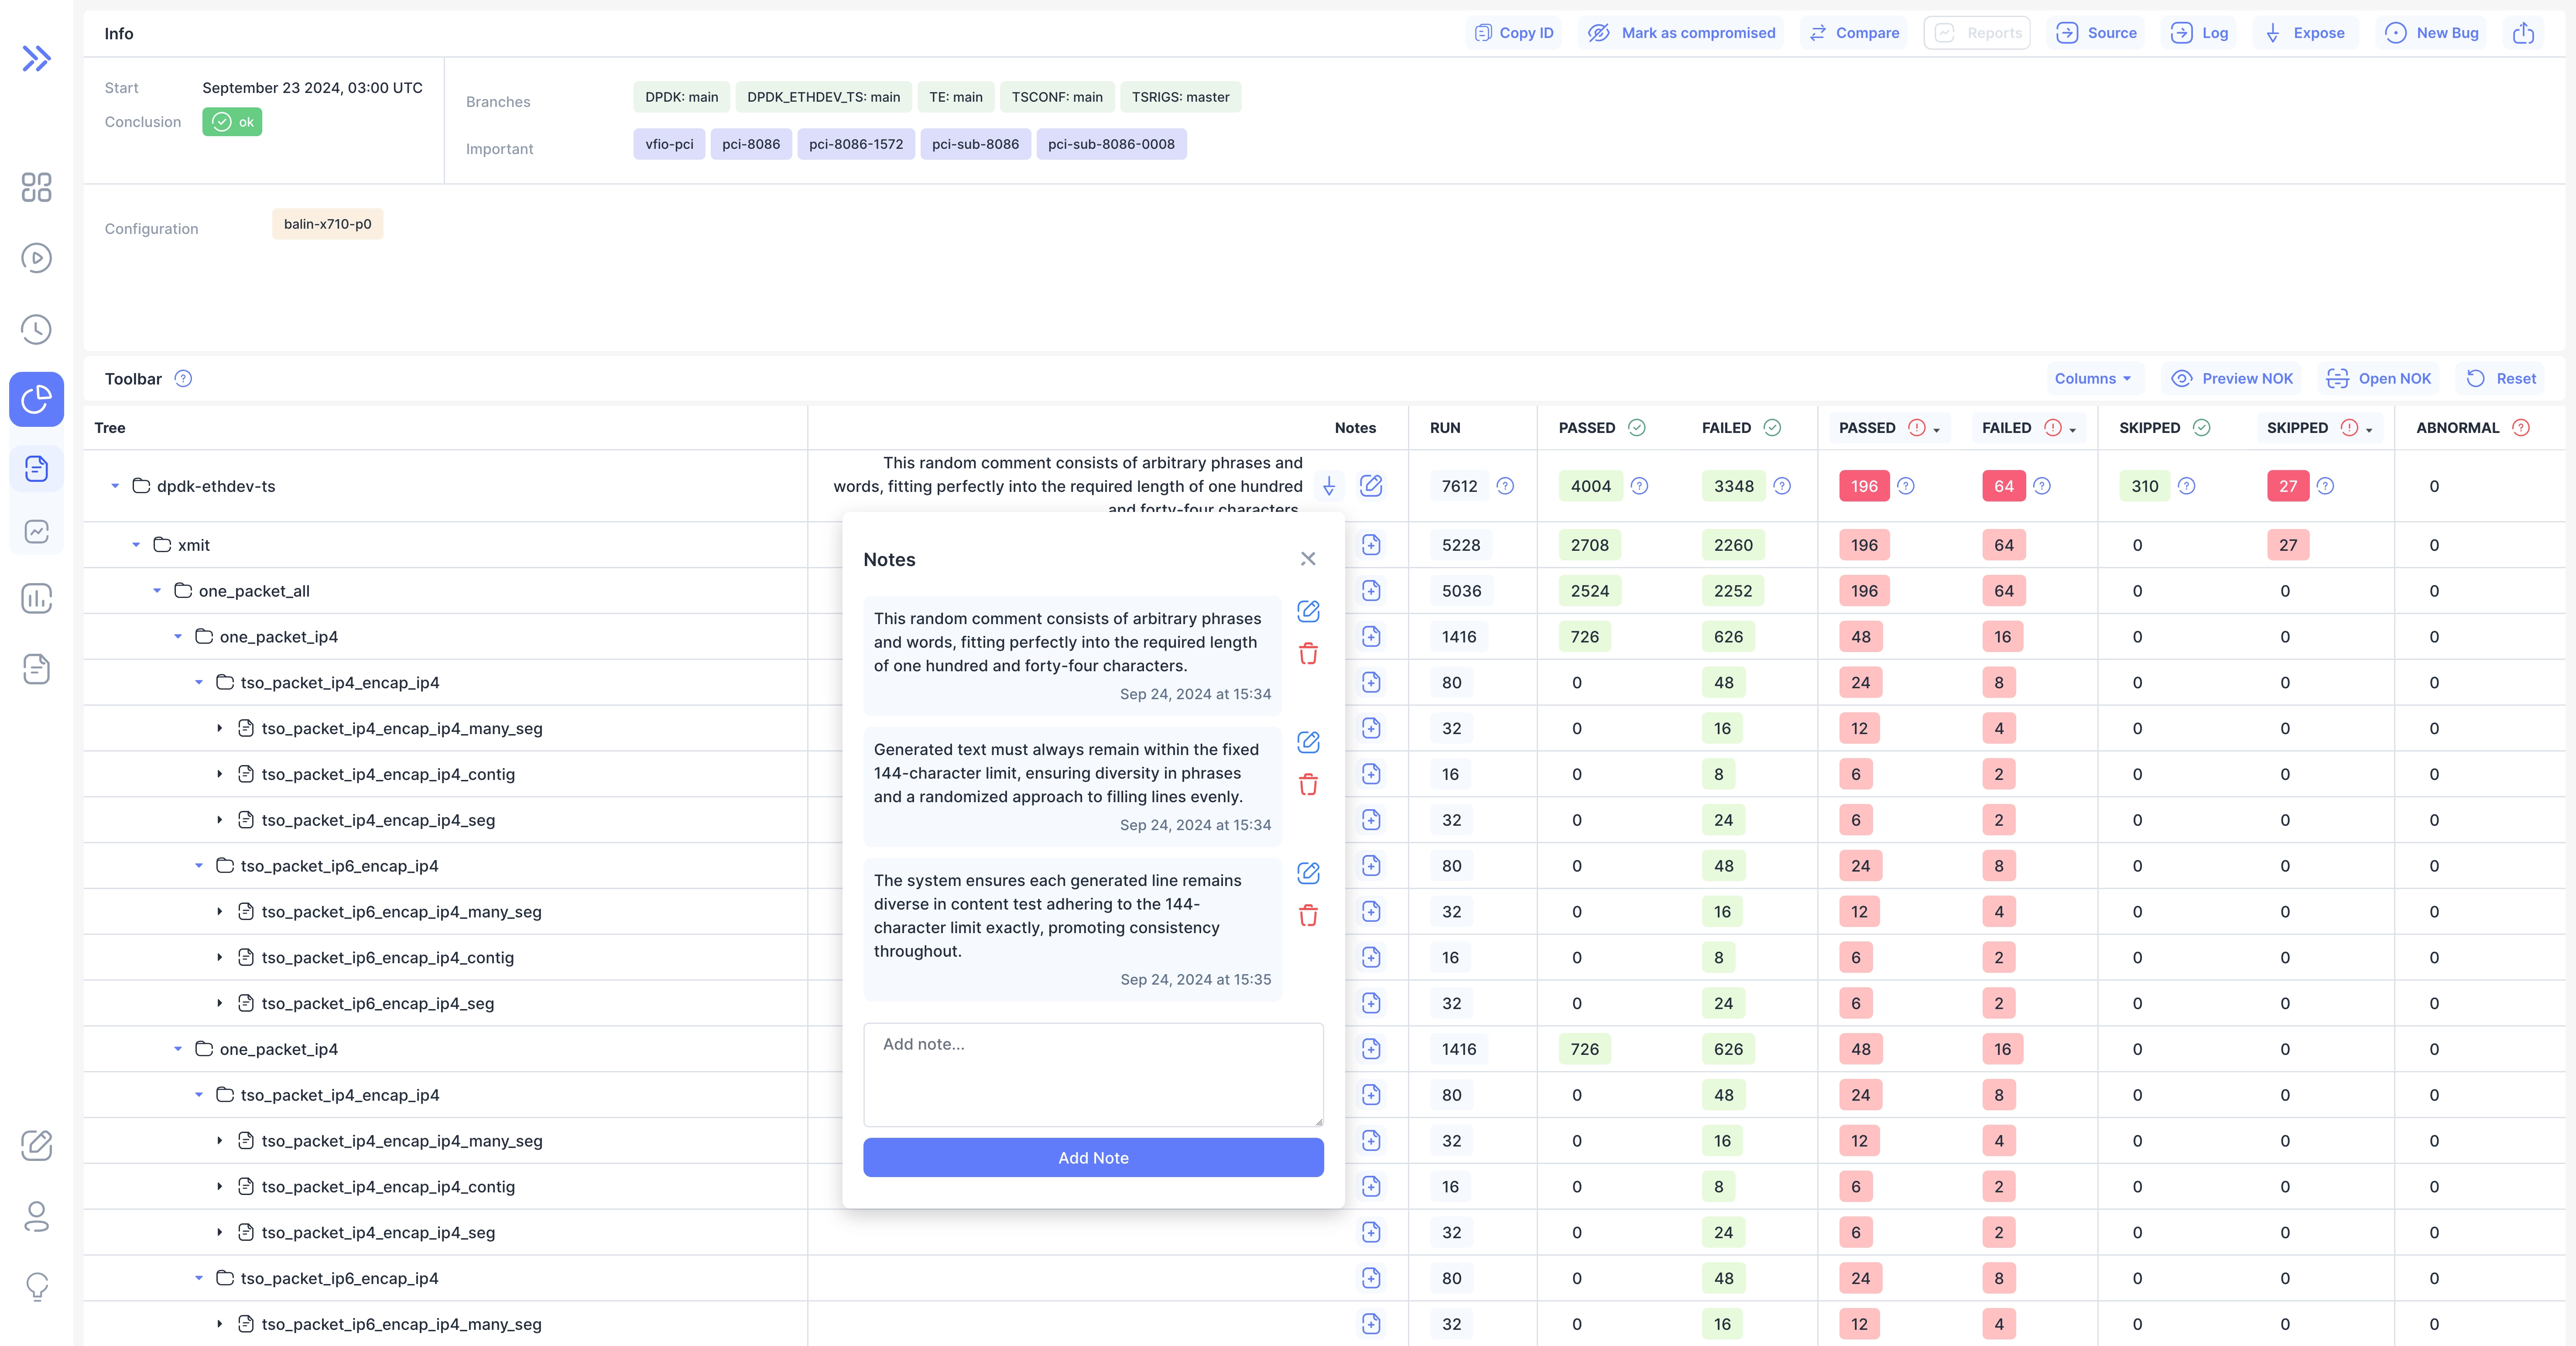 Info
Copy ID
Mark as compromised
Compare
Reports
Source
Log
Expose
New Bug
Start
September 23 2024, 03:00 UTC
Conclusion
ok
Branches
DPDK: main
DPDK_ETHDEV_TS: main
TE: main
TSCONF: main
TSRIGS: master
Important
vfio-pci
pci-8086
pci-8086-1572
pci-sub-8086
pci-sub-8086-0008
Configuration
balin-x710-p0
Toolbar
Columns
Preview NOK
Open NOK
Reset
Tree Notes RUN PASSED FAILED PASSED FAILED SKIPPED SKIPPED ABNORMAL
This random comment consists of arbitrary phrases and
words, fitting perfectly into the required length of one hundred
and forty-four characters.
dpdk-ethdev-ts 7612 4004 3348 196 64 310 27 0
xmit 5228 2708 2260 196 64 0 27 0
one_packet_all 5036 2524 2252 196 64 0 0 0
one_packet_ip4 1416 726 626 48 16 0 0 0
tso_packet_ip4_encap_ip4 80 0 48 24 8 0 0 0
tso_packet_ip4_encap_ip4_many_seg 32 0 16 12 4 0 0 0
tso_packet_ip4_encap_ip4_contig 16 0 8 6 2 0 0 0
tso_packet_ip4_encap_ip4_seg 32 0 24 6 2 0 0 0
tso_packet_ip6_encap_ip4 80 0 48 24 8 0 0 0
tso_packet_ip6_encap_ip4_many_seg 32 0 16 12 4 0 0 0
tso_packet_ip6_encap_ip4_contig 16 0 8 6 2 0 0 0
tso_packet_ip6_encap_ip4_seg 32 0 24 6 2 0 0 0
one_packet_ip4 1416 726 626 48 16 0 0 0
tso_packet_ip4_encap_ip4 80 0 48 24 8 0 0 0
tso_packet_ip4_encap_ip4_many_seg 32 0 16 12 4 0 0 0
tso_packet_ip4_encap_ip4_contig 16 0 8 6 2 0 0 0
tso_packet_ip4_encap_ip4_seg 32 0 24 6 2 0 0 0
tso_packet_ip6_encap_ip4 80 0 48 24 8 0 0 0
tso_packet_ip6_encap_ip4_many_seg 32 0 16 12 4 0 0 0
Notes
This random comment consists of arbitrary phrases
and words, fitting perfectly into the required length
of one hundred and forty-four characters.
Sep 24, 2024 at 15:34
Generated text must always remain within the fixed
144-character limit, ensuring diversity in phrases
and a randomized approach to filling lines evenly.
Sep 24, 2024 at 15:34
The system ensures each generated line remains
diverse in content test adhering to the 144-
character limit exactly, promoting consistency
throughout.
Sep 24, 2024 at 15:35
Add note...
Add Note